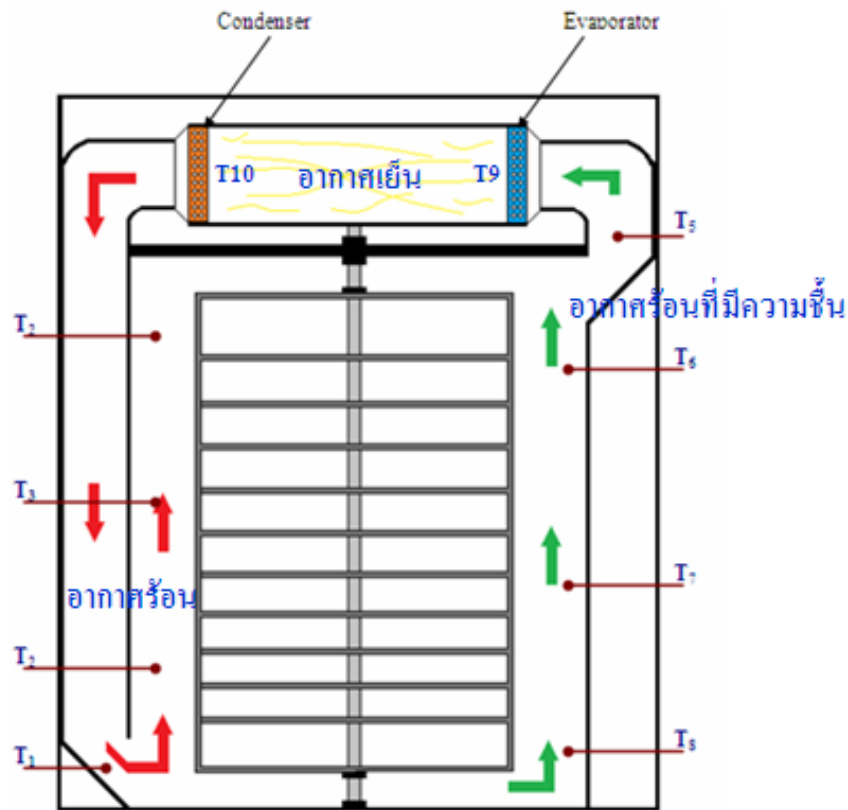 Condenser
Evaporator
T10
อากาศเย็น
T9
T5
อากาศร้อนที่มีความชื้น
T2
T6
T3
T7
อากาศร้อน
T2
T1
T8